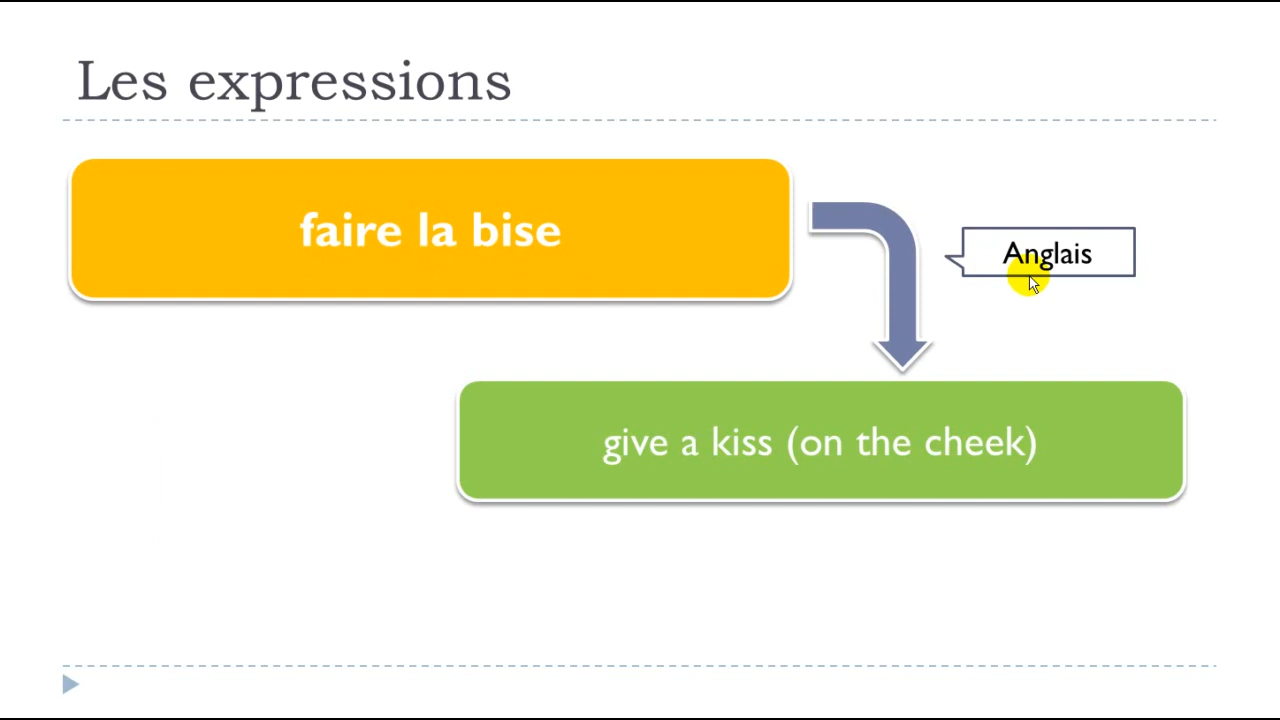 Les expressions
faire la bise
Anglais
give a kiss (on the cheek)